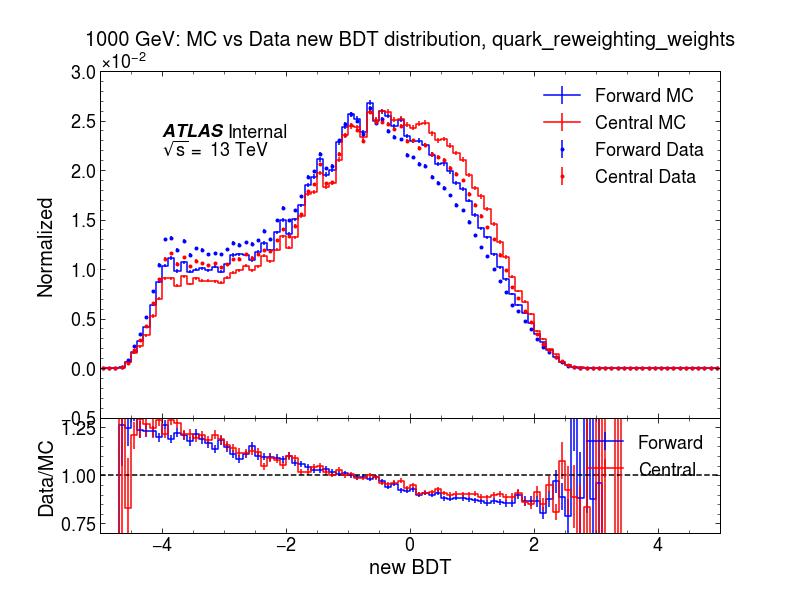 1000 GeV: MC vs Data new BDT distribution, quark_reweighting_weights
×10⁻²
3.0
2.5
2.0
1.5
1.0
0.5
0.0
0.5
Normalized
ATLAS Internal
√s = 13 TeV
Forward MC
Central MC
Forward Data
Central Data
1.25
1.00
0.75
Data/MC
Forward
Central
−4 −2 0 2 4
new BDT